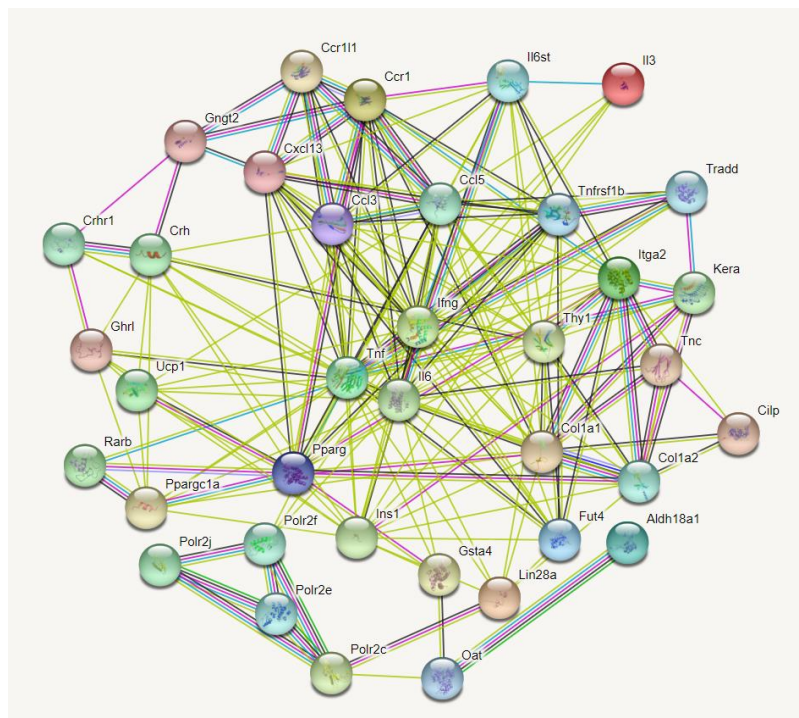 Ccr1l1
Ccr1
Il6st
Il3
Gngt2
Cxcl13
Ccl5
Tnfrsf1b
Tradd
Ccl3
Crhr1
Crh
Itga2
Kera
Ifng
Thy1
Ghrl
Tnf
Tnc
Ucp1
Il6
Cilp
Col1a1
Rarb
Pparg
Col1a2
Ppargc1a
Ins1
Fut4
Aldh18a1
Polr2f
Polr2j
Gsta4
Lin28a
Polr2e
Polr2c
Oat